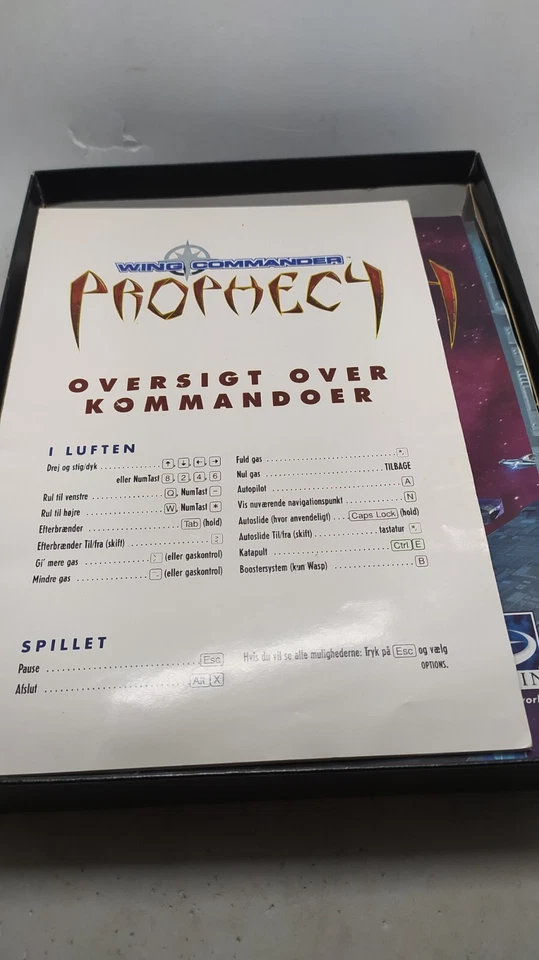 WING COMMANDER™
PROPHECY
OVERSIGT OVER
KOMMANDOER
I LUFTEN
Drej og stig/dyk ↑, ↓, ←, →
eller NumTast 8, 2, 4, 6
Rul til venstre Q, NumTast −
Rul til højre W, NumTast *
Efterbrænder Tab (hold)
Efterbrænder Til/fra (skift)
Gi' mere gas (eller gaskontrol)
Mindre gas (eller gaskontrol)
Fuld gas
Nul gas TILBAGE
Autopilot A
Vis nuværende navigationspunkt N
Autoslide (hvor anvendeligt) Caps Lock (hold)
Autoslide Til/fra (skift) tastatur
Katapult Ctrl E
Boostersystem (kun Wasp) B
SPILLET
Pause Esc
Afslut Alt X
Hvis du vil se alle mulighederne: Tryk på Esc og vælg
OPTIONS.